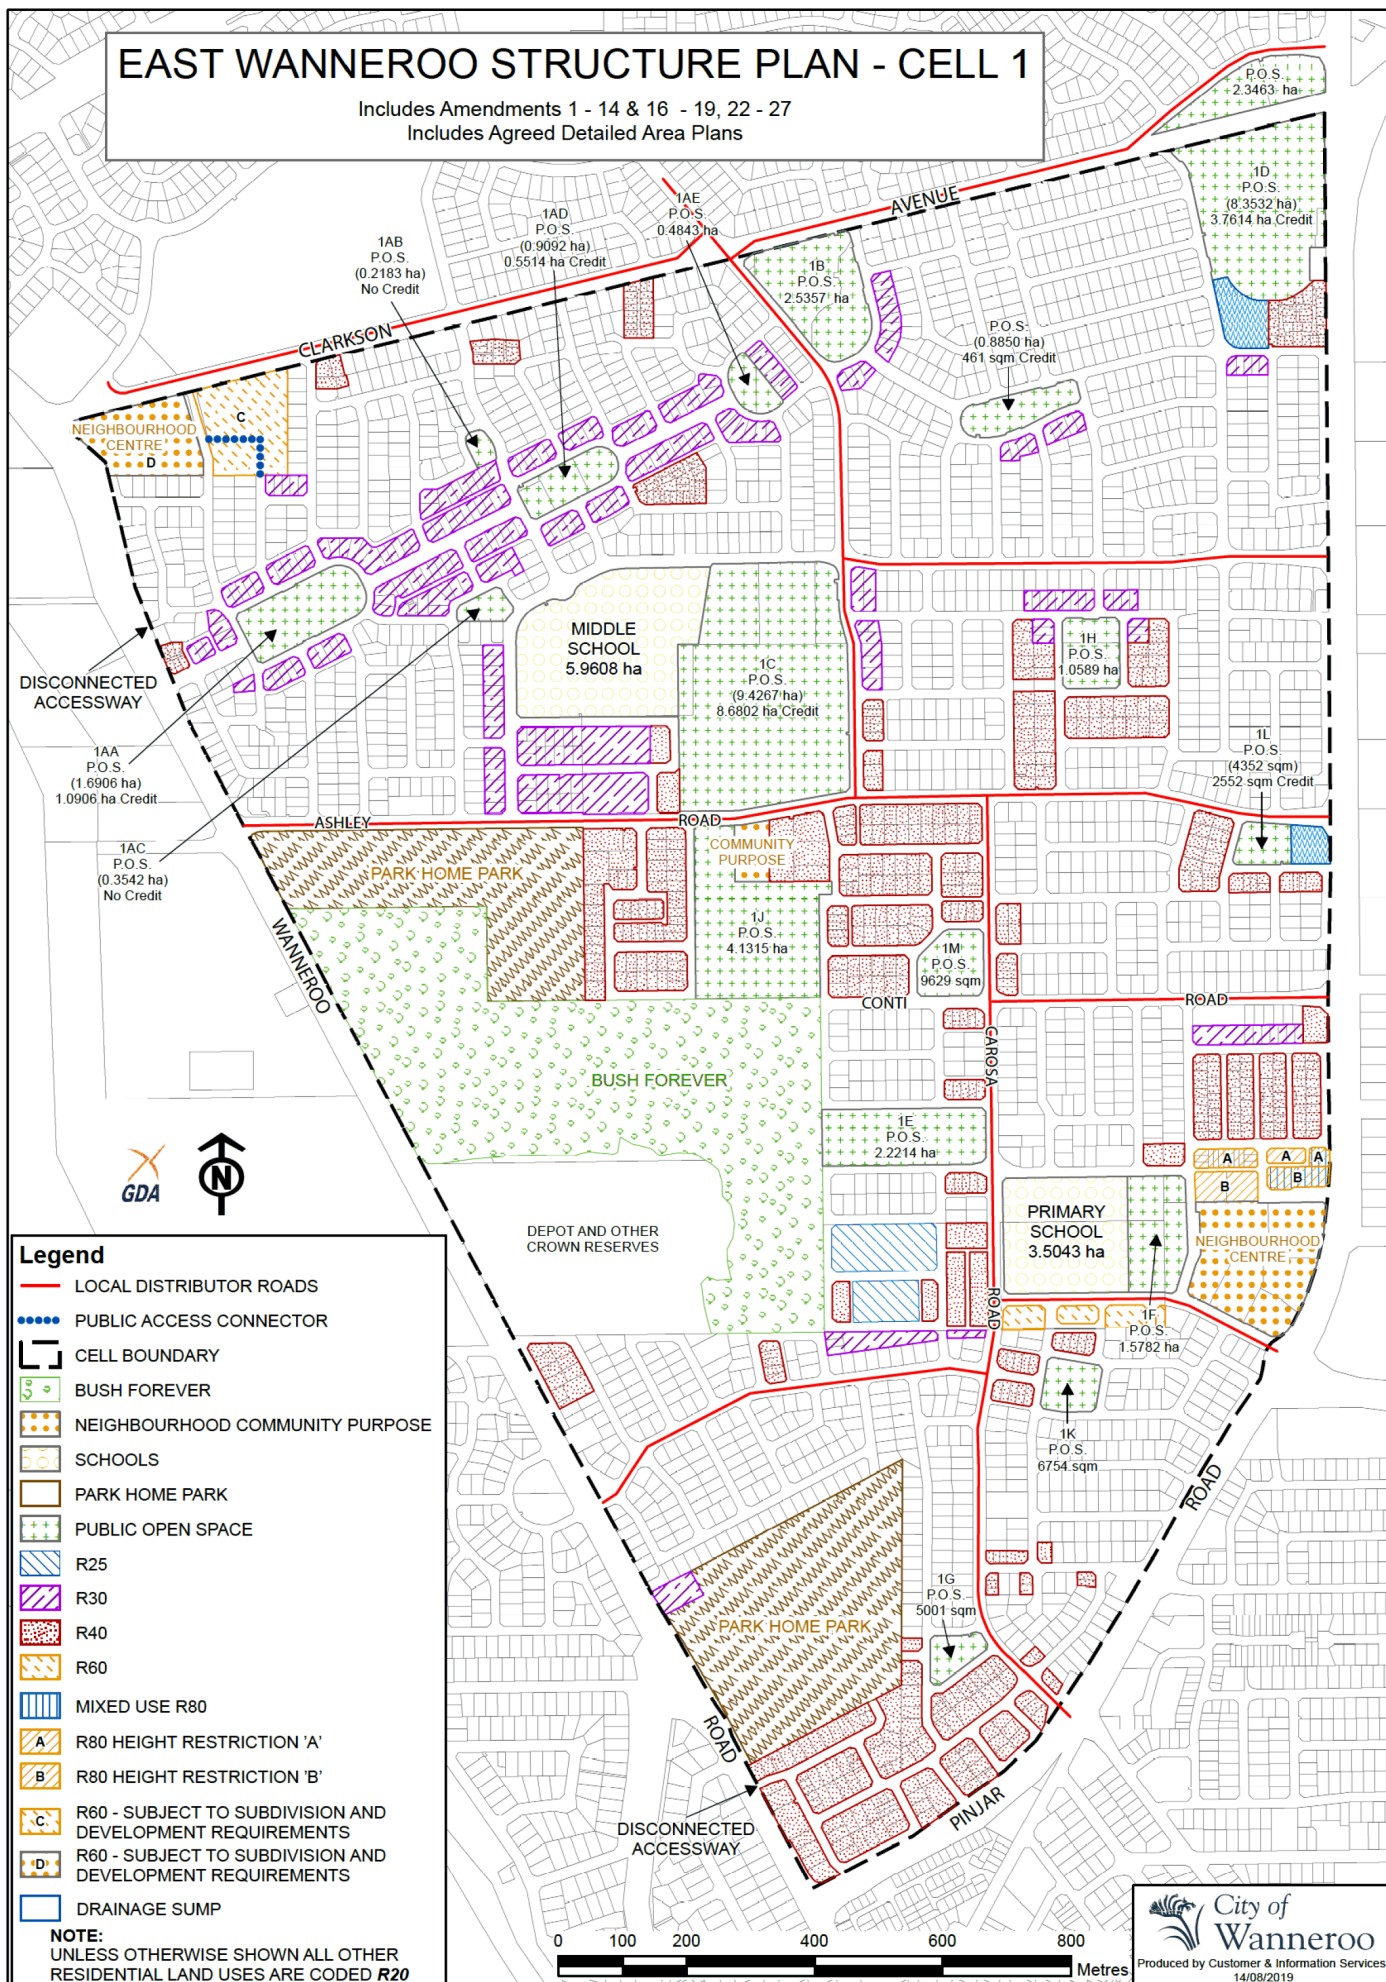 EAST WANNEROO STRUCTURE PLAN - CELL 1
Includes Amendments 1 - 14 & 16 - 19, 22 - 27
Includes Agreed Detailed Area Plans
P.O.S.
2.3463 ha
1D
P.O.S.
(8.3532 ha)
3.7614 ha Credit
AVENUE
1AE
P.O.S.
0.4843 ha
1AD
P.O.S.
(0.9092 ha)
0.5514 ha Credit
1AB
P.O.S.
(0.2183 ha)
No Credit
1B
P.O.S.
2.5357 ha
P.O.S.
(0.8850 ha)
461 sqm Credit
CLARKSON
C
NEIGHBOURHOOD
CENTRE
D
MIDDLE
SCHOOL
5.9608 ha
1C
P.O.S.
(9.4267 ha)
8.6802 ha Credit
1H
P.O.S.
1.0589 ha
DISCONNECTED
ACCESSWAY
1AA
P.O.S.
(1.6906 ha)
1.0906 ha Credit
1L
P.O.S.
(4352 sqm)
2552 sqm Credit
ASHLEY
ROAD
1AC
P.O.S.
(0.3542 ha)
No Credit
PARK HOME PARK
COMMUNITY
PURPOSE
1J
P.O.S.
4.1315 ha
1M
P.O.S.
9629 sqm
WANNEROO
CONTI
ROAD
CAROSA
BUSH FOREVER
1E
P.O.S.
2.2214 ha
A
A
A
B
B
DEPOT AND OTHER
CROWN RESERVES
PRIMARY
SCHOOL
3.5043 ha
NEIGHBOURHOOD
CENTRE
ROAD
1F
P.O.S.
1.5782 ha
1K
P.O.S.
6754 sqm
ROAD
1G
P.O.S.
5001 sqm
PARK HOME PARK
ROAD
PINJAR
DISCONNECTED
ACCESSWAY
GDA
N
Legend
LOCAL DISTRIBUTOR ROADS
PUBLIC ACCESS CONNECTOR
CELL BOUNDARY
BUSH FOREVER
NEIGHBOURHOOD COMMUNITY PURPOSE
SCHOOLS
PARK HOME PARK
PUBLIC OPEN SPACE
R25
R30
R40
R60
MIXED USE R80
A R80 HEIGHT RESTRICTION 'A'
B R80 HEIGHT RESTRICTION 'B'
C R60 - SUBJECT TO SUBDIVISION AND
DEVELOPMENT REQUIREMENTS
D R60 - SUBJECT TO SUBDIVISION AND
DEVELOPMENT REQUIREMENTS
DRAINAGE SUMP
NOTE:
UNLESS OTHERWISE SHOWN ALL OTHER
RESIDENTIAL LAND USES ARE CODED R20
0 100 200 400 600 800
Metres
City of
Wanneroo
Produced by Customer & Information Services
14/08/2019